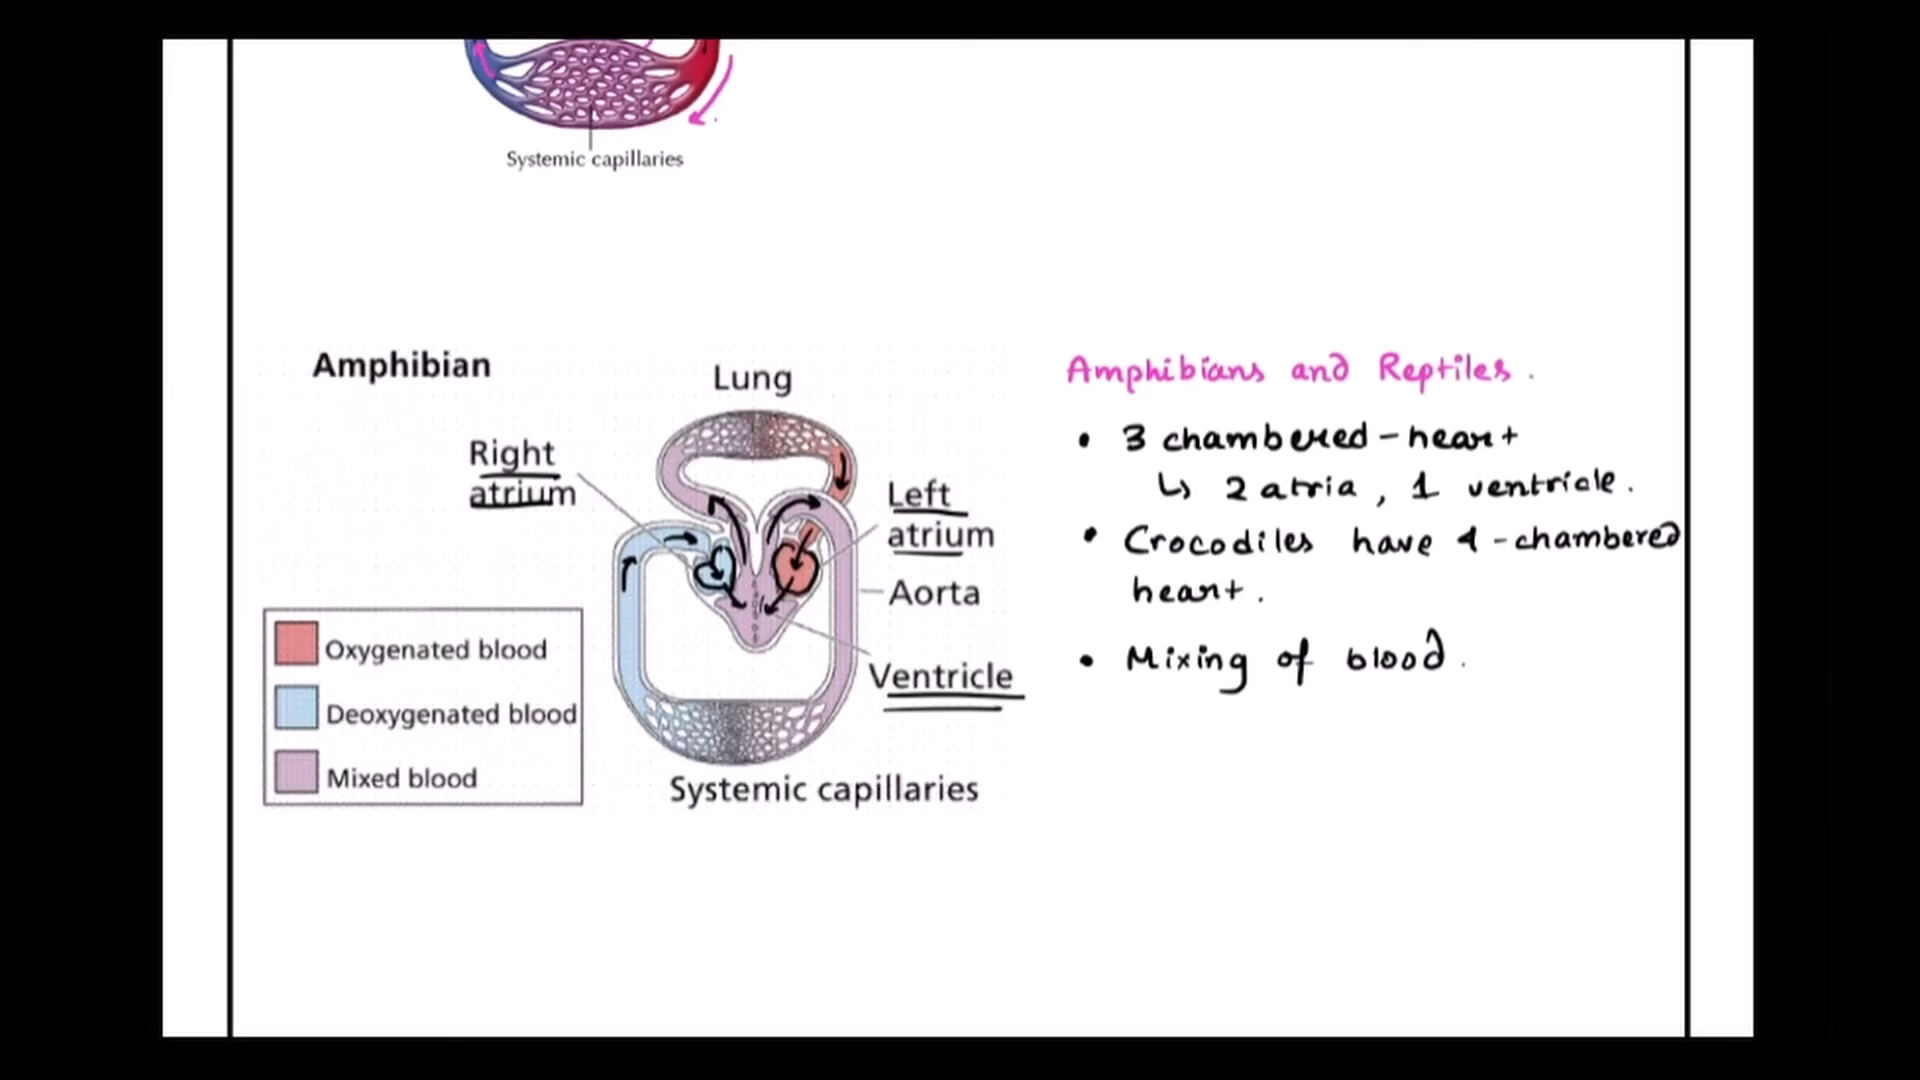 Systemic capillaries
Amphibian
Lung
Right
atrium
Left
atrium
Aorta
Ventricle
Systemic capillaries
Oxygenated blood
Deoxygenated blood
Mixed blood
Amphibians and Reptiles.
• 3 chambered-heart
↳ 2 atria, 1 ventricle.
• Crocodiles have 4-chambered
heart.
• Mixing of blood.